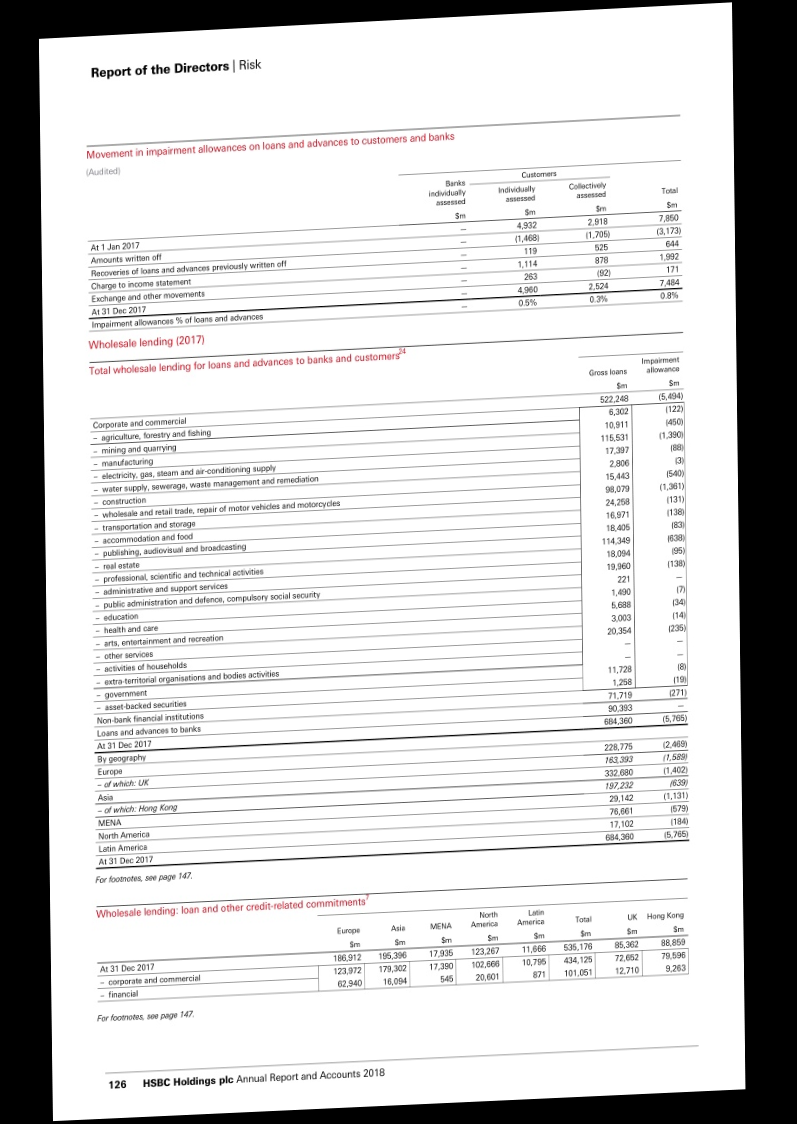 Report of the Directors | Risk
Movement in impairment allowances on loans and advances to customers and banks
(Audited)
Customers
Banks individually assessed Individually assessed Collectively assessed Total
$m $m $m $m
At 1 Jan 2017 – 4,932 2,918 7,850
Amounts written off – (1,468) (1,705) (3,173)
Recoveries of loans and advances previously written off – 119 525 644
Charge to income statement – 1,114 878 1,992
Exchange and other movements – 263 (92) 171
At 31 Dec 2017 – 4,960 2,524 7,484
Impairment allowances % of loans and advances – 0.5% 0.3% 0.8%
Wholesale lending (2017)
Total wholesale lending for loans and advances to banks and customers24
Gross loans Impairment allowance
$m $m
Corporate and commercial 522,248 (5,494)
– agriculture, forestry and fishing 6,302 (122)
– mining and quarrying 10,911 (450)
– manufacturing 115,531 (1,390)
– electricity, gas, steam and air-conditioning supply 17,397 (88)
– water supply, sewerage, waste management and remediation 2,806 (3)
– construction 15,443 (540)
– wholesale and retail trade, repair of motor vehicles and motorcycles 98,079 (1,361)
– transportation and storage 24,258 (131)
– accommodation and food 16,971 (138)
– publishing, audiovisual and broadcasting 18,405 (83)
– real estate 114,349 (638)
– professional, scientific and technical activities 18,094 (95)
– administrative and support services 19,960 (138)
– public administration and defence, compulsory social security 221 –
– education 1,490 (7)
– health and care 5,688 (34)
– arts, entertainment and recreation 3,003 (14)
– other services 20,354 (235)
– activities of households – –
– extra-territorial organisations and bodies activities – –
– government 11,728 (8)
– asset-backed securities 1,258 (19)
Non-bank financial institutions 71,719 (271)
Loans and advances to banks 90,393 –
At 31 Dec 2017 684,360 (5,765)
By geography
Europe 228,775 (2,469)
– of which: UK 163,393 (1,589)
Asia 332,680 (1,402)
– of which: Hong Kong 197,232 (639)
MENA 29,142 (1,131)
North America 76,661 (579)
Latin America 17,102 (184)
At 31 Dec 2017 684,360 (5,765)
For footnotes, see page 147.
Wholesale lending: loan and other credit-related commitments7
Europe Asia MENA North America Latin America Total UK Hong Kong
$m $m $m $m $m $m $m $m
At 31 Dec 2017 186,912 195,396 17,935 123,267 11,666 535,176 85,362 88,859
– corporate and commercial 123,972 179,302 17,390 102,666 10,795 434,125 72,652 79,596
– financial 62,940 16,094 545 20,601 871 101,051 12,710 9,263
For footnotes, see page 147.
126 HSBC Holdings plc Annual Report and Accounts 2018